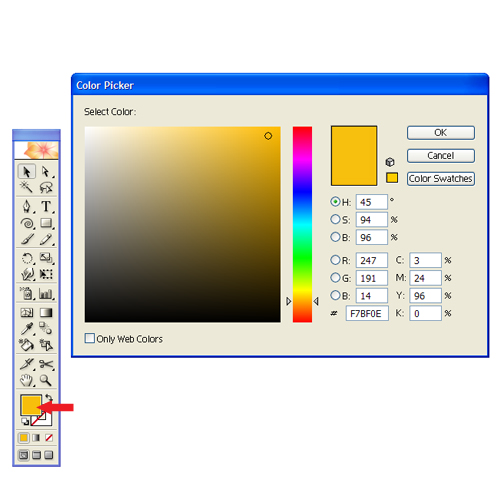 Color Picker
Select Color:
OK
Cancel
Color Swatches
H: 45 °
S: 94 %
B: 96 %
R: 247 C: 3 %
G: 191 M: 24 %
B: 14 Y: 96 %
# F7BF0E K: 0 %
Only Web Colors
T